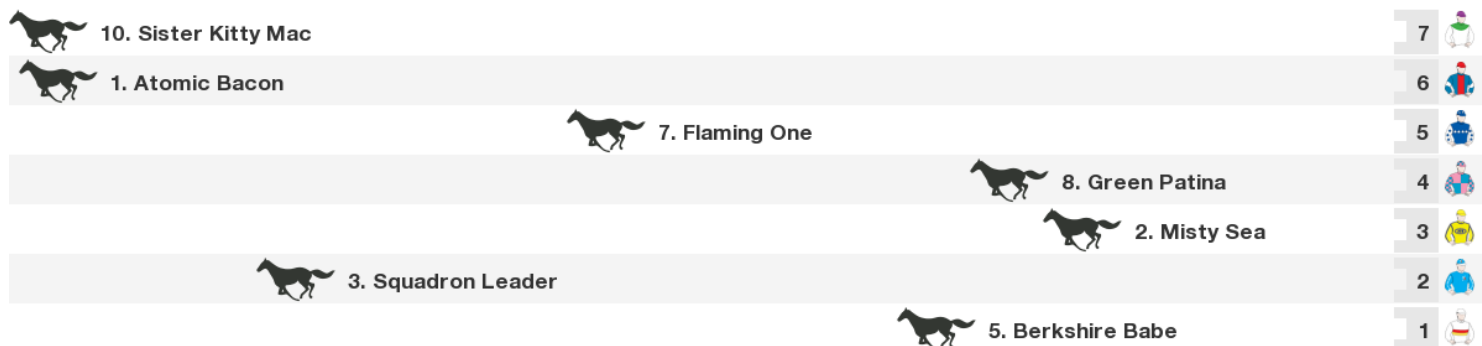 10. Sister Kitty Mac 7
1. Atomic Bacon 6
7. Flaming One 5
8. Green Patina 4
2. Misty Sea 3
3. Squadron Leader 2
5. Berkshire Babe 1